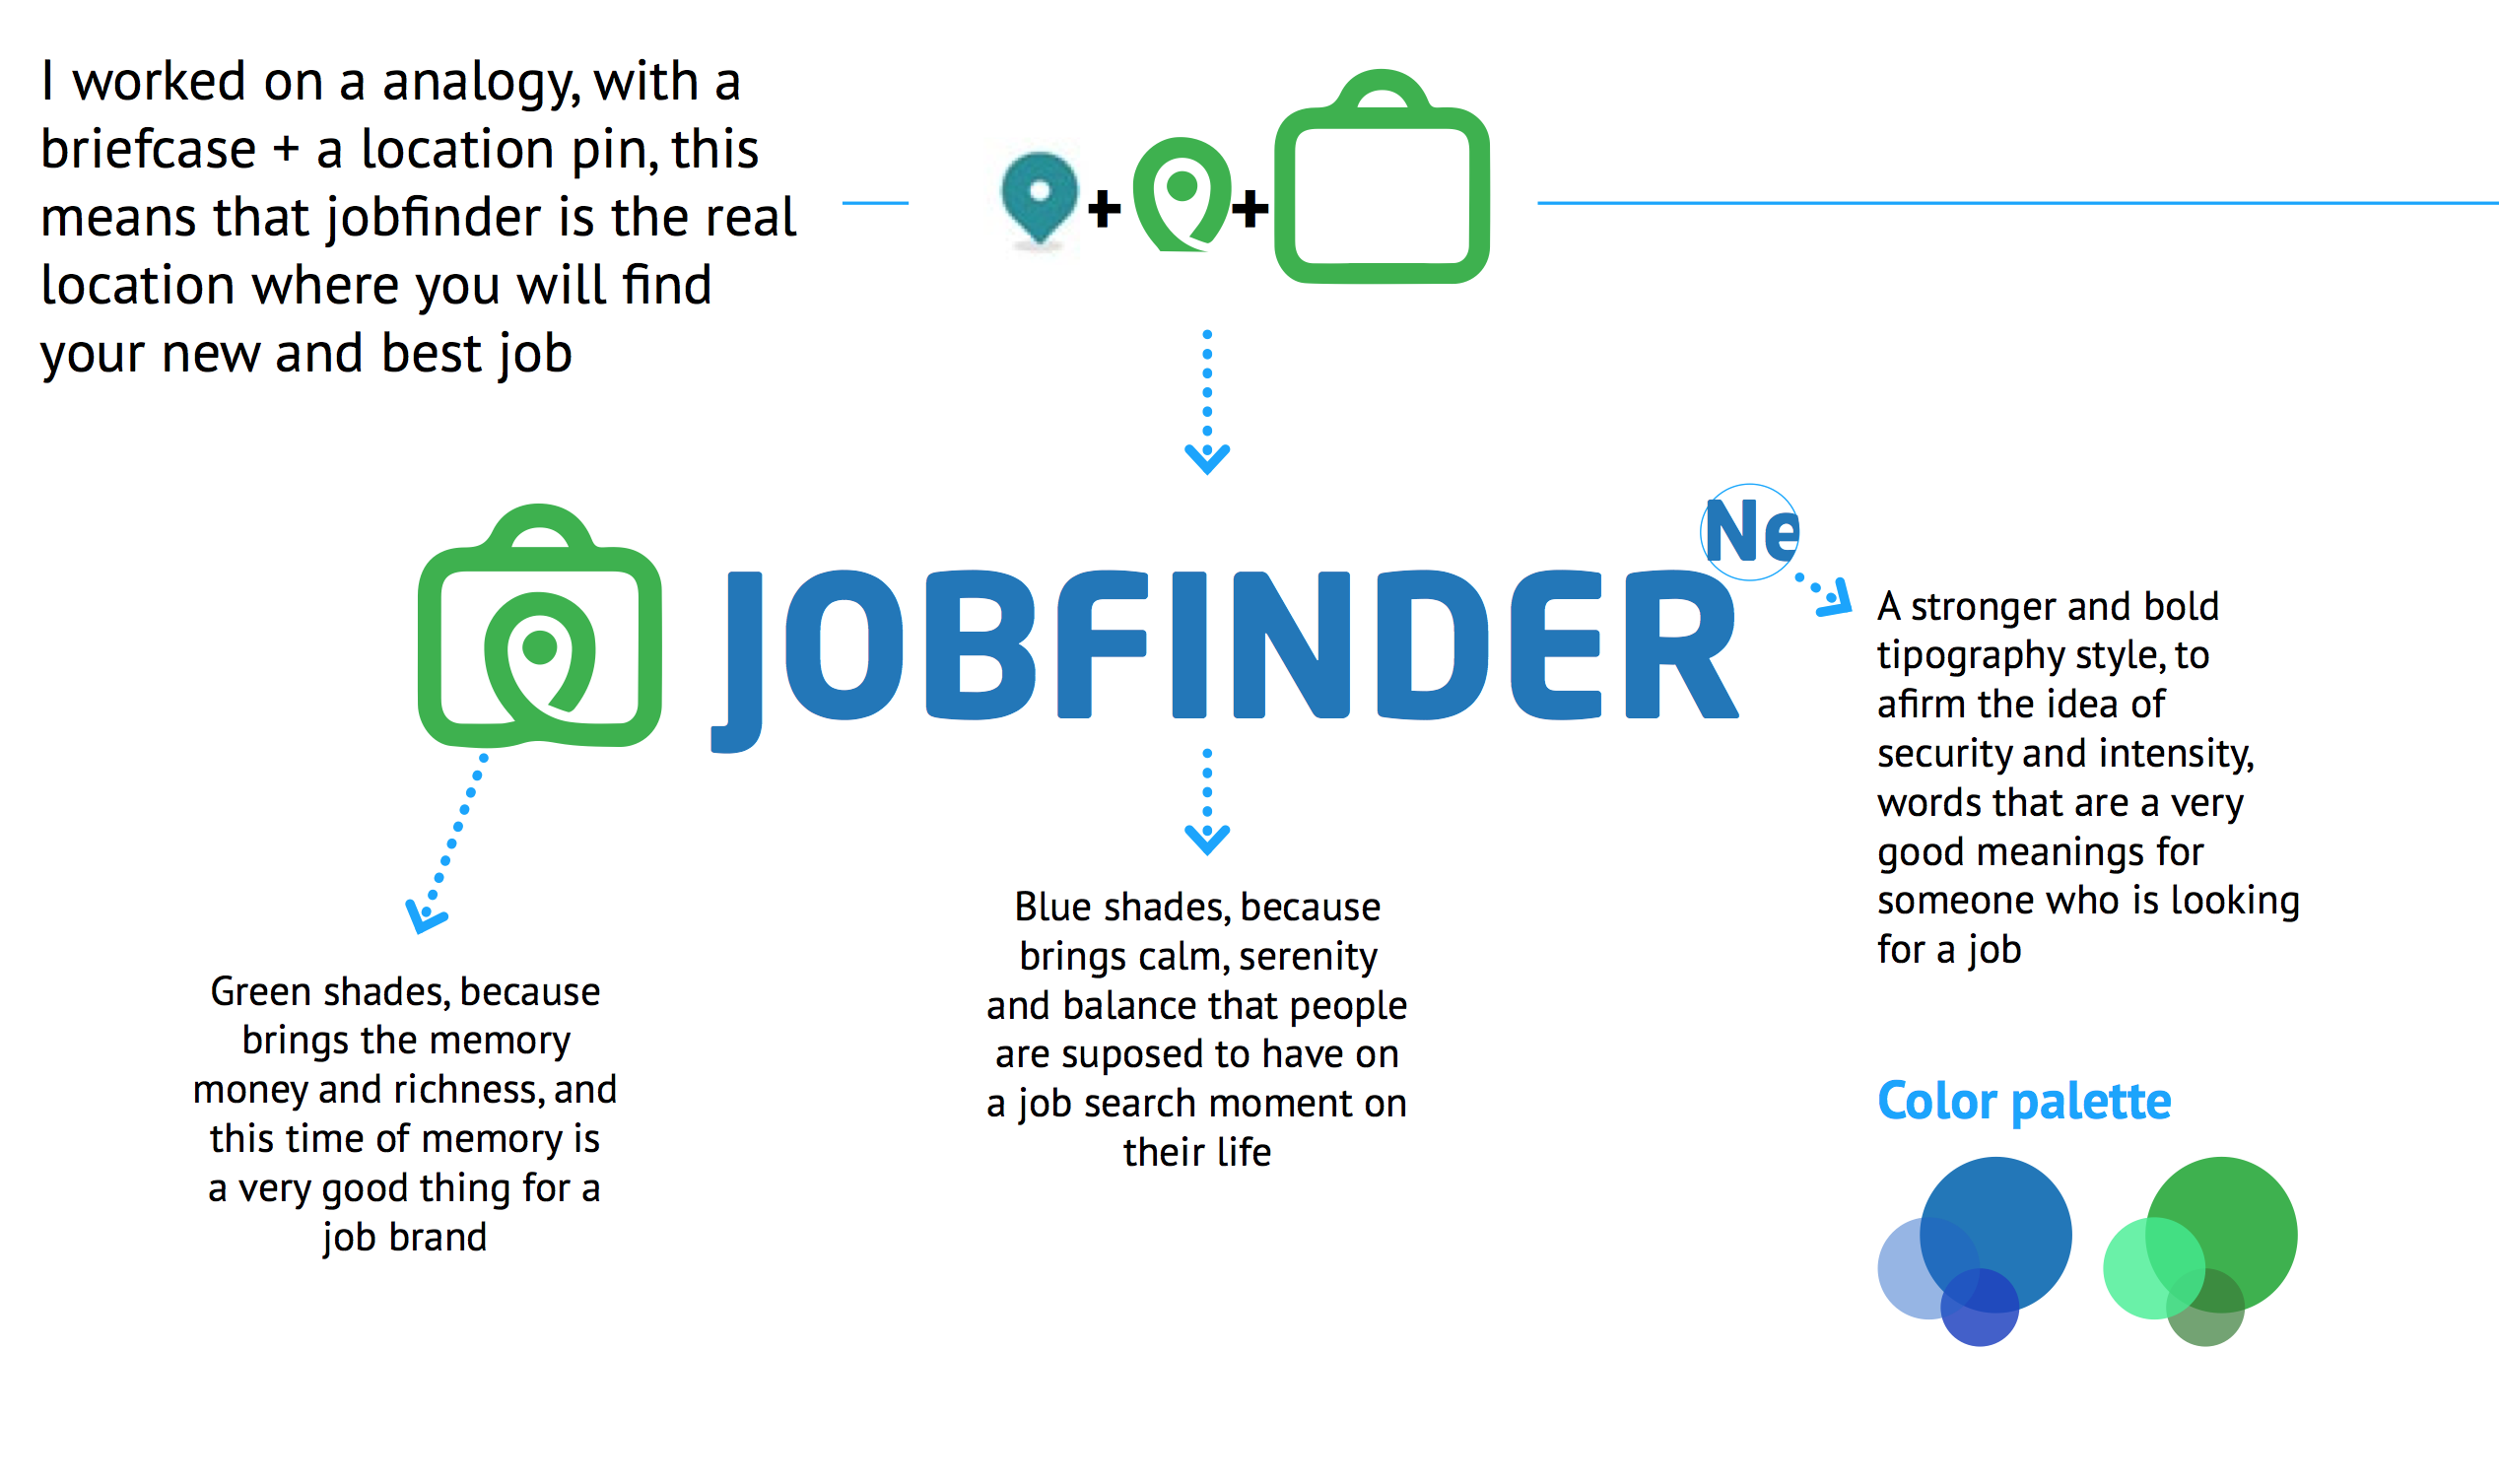 I worked on a analogy, with a
briefcase + a location pin, this
means that jobfinder is the real
location where you will find
your new and best job
+ +
JOBFINDER
Ne
A stronger and bold
tipography style, to
afirm the idea of
security and intensity,
words that are a very
good meanings for
someone who is looking
for a job
Green shades, because
brings the memory
money and richness, and
this time of memory is
a very good thing for a
job brand
Blue shades, because
brings calm, serenity
and balance that people
are suposed to have on
a job search moment on
their life
Color palette